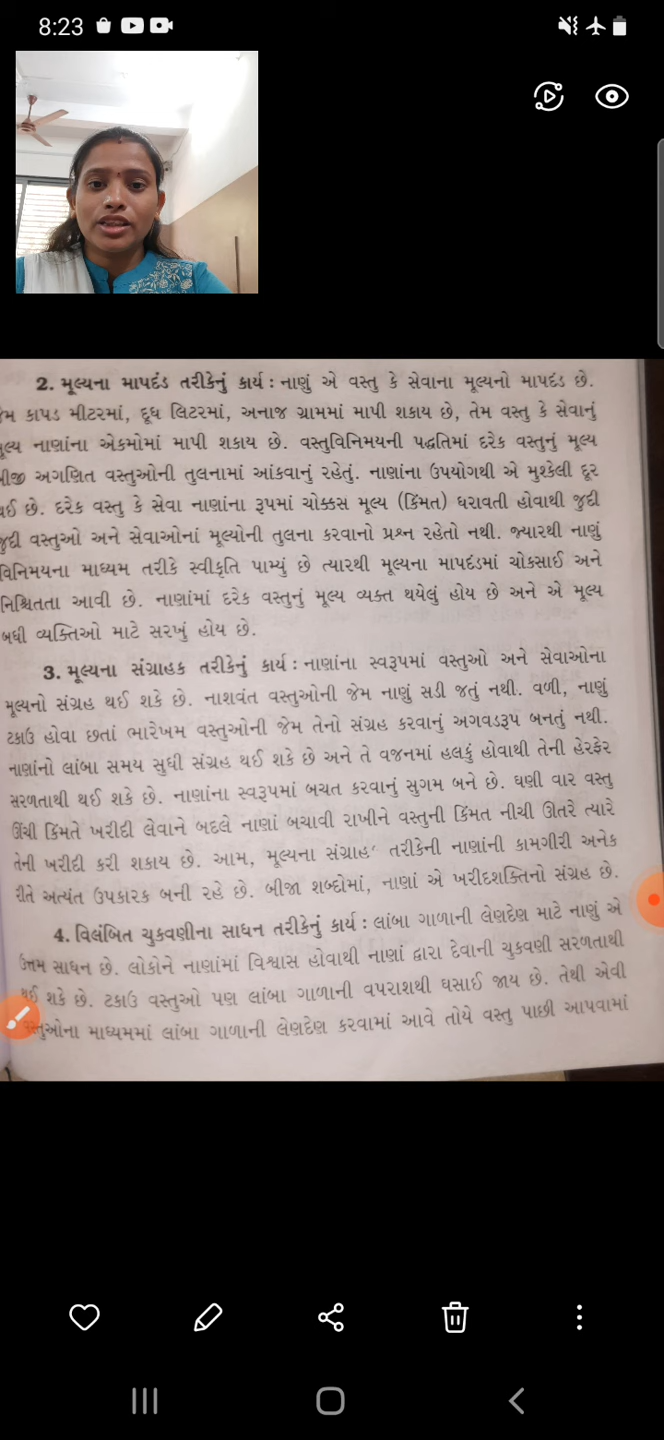 8:23
2. મૂલ્યના માપદંડ તરીકેનું કાર્ય : નાણું એ વસ્તુ કે સેવાના મૂલ્યનો માપદંડ છે.
કાપડ મીટરમાં, દૂધ લિટરમાં, અનાજ ગ્રામમાં માપી શકાય છે, તેમ વસ્તુ કે સેવાનું
નાણાંના એકમોમાં માપી શકાય છે. વસ્તુવિનિમયની પદ્ધતિમાં દરેક વસ્તુનું મૂલ્ય
અગણિત વસ્તુઓની તુલનામાં આંકવાનું રહેતું. નાણાંના ઉપયોગથી એ મુશ્કેલી દૂર
છે. દરેક વસ્તુ કે સેવા નાણાંના રૂપમાં ચોક્કસ મૂલ્ય (કિંમત) ધરાવતી હોવાથી જુદી
વસ્તુઓ અને સેવાઓનાં મૂલ્યોની તુલના કરવાનો પ્રશ્ન રહેતો નથી. જ્યારથી નાણું
વિનિમયના માધ્યમ તરીકે સ્વીકૃતિ પામ્યું છે ત્યારથી મૂલ્યના માપદંડમાં ચોકસાઈ અને
નિશ્ચિતતા આવી છે. નાણાંમાં દરેક વસ્તુનું મૂલ્ય વ્યક્ત થયેલું હોય છે અને એ મૂલ્ય
બધી વ્યક્તિઓ માટે સરખું હોય છે.
3. મૂલ્યના સંગ્રાહક તરીકેનું કાર્ય : નાણાંના સ્વરૂપમાં વસ્તુઓ અને સેવાઓના
મૂલ્યનો સંગ્રહ થઈ શકે છે. નાશવંત વસ્તુઓની જેમ નાણું સડી જતું નથી. વળી, નાણું
ટકાઉ હોવા છતાં ભારેખમ વસ્તુઓની જેમ તેનો સંગ્રહ કરવાનું અગવડરૂપ બનતું નથી.
નાણાંનો લાંબા સમય સુધી સંગ્રહ થઈ શકે છે અને તે વજનમાં હલકું હોવાથી તેની હેરફેર
સરળતાથી થઈ શકે છે. નાણાંના સ્વરૂપમાં બચત કરવાનું સુગમ બને છે. ઘણી વાર વસ્તુ
ઊંચી કિંમતે ખરીદી લેવાને બદલે નાણાં બચાવી રાખીને વસ્તુની કિંમત નીચી ઊતરે ત્યારે
તેની ખરીદી કરી શકાય છે. આમ, મૂલ્યના તરીકેની નાણાંની કામગીરી અનેક
રીતે અત્યંત ઉપકારક બની રહે છે. બીજા શબ્દોમાં, નાણાં એ ખરીદશક્તિનો સંગ્રહ છે.
4. વિલંબિત ચુકવણીના સાધન તરીકેનું કાર્ય : લાંબા ગાળાની લેણદેણ માટે નાણું એ
ઉત્તમ સાધન છે. લોકોને નાણાંમાં વિશ્વાસ હોવાથી નાણાં દ્વારા દેવાની ચુકવણી સરળતાથી
થઈ શકે છે. ટકાઉ વસ્તુઓ પણ લાંબા ગાળાની વપરાશથી ઘસાઈ જાય છે. તેથી એવી
માધ્યમમાં લાંબા ગાળાની લેણદેણ કરવામાં આવે તોયે વસ્તુ પાછી આપવામાં